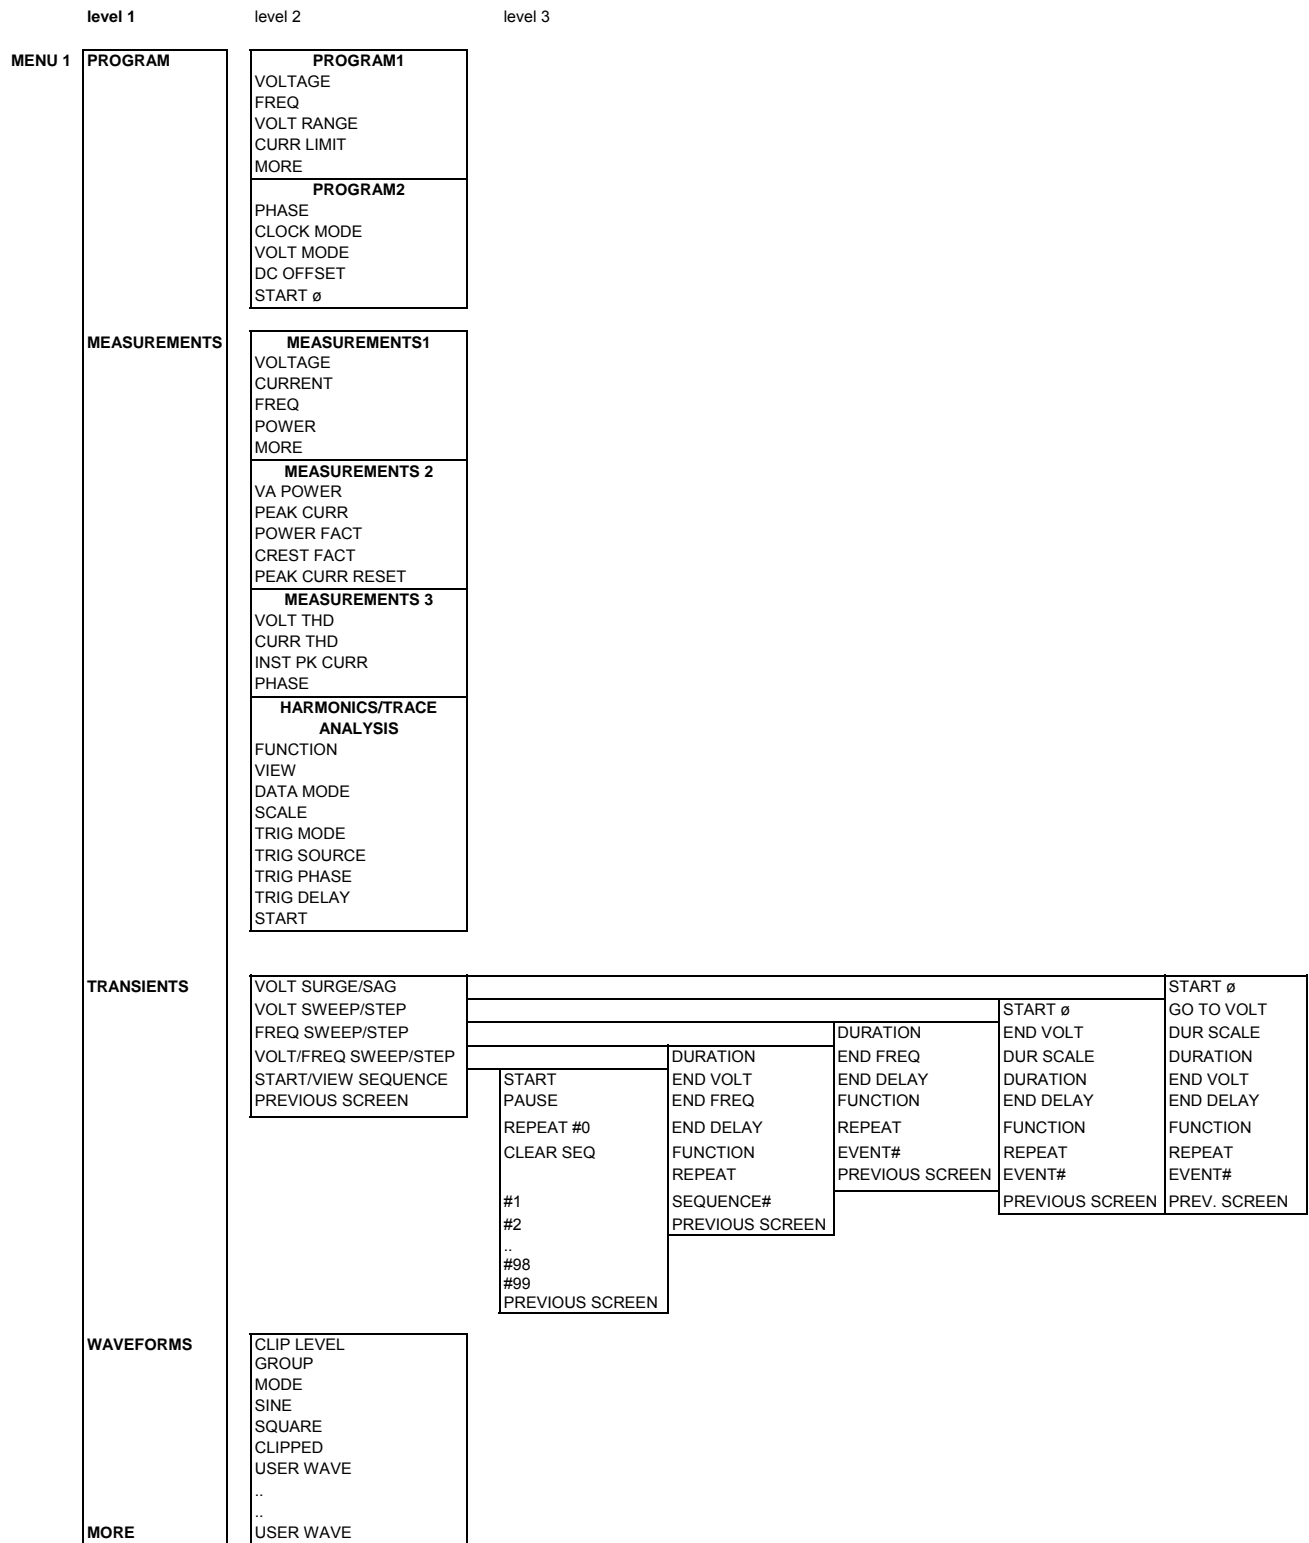 level 1 level 2 level 3
MENU 1 PROGRAM PROGRAM1
VOLTAGE
FREQ
VOLT RANGE
CURR LIMIT
MORE
PROGRAM2
PHASE
CLOCK MODE
VOLT MODE
DC OFFSET
START ø
MEASUREMENTS MEASUREMENTS1
VOLTAGE
CURRENT
FREQ
POWER
MORE
MEASUREMENTS 2
VA POWER
PEAK CURR
POWER FACT
CREST FACT
PEAK CURR RESET
MEASUREMENTS 3
VOLT THD
CURR THD
INST PK CURR
PHASE
HARMONICS/TRACE
ANALYSIS
FUNCTION
VIEW
DATA MODE
SCALE
TRIG MODE
TRIG SOURCE
TRIG PHASE
TRIG DELAY
START
TRANSIENTS VOLT SURGE/SAG START ø
VOLT SWEEP/STEP START ø GO TO VOLT
FREQ SWEEP/STEP DURATION END VOLT DUR SCALE
VOLT/FREQ SWEEP/STEP DURATION END FREQ DUR SCALE DURATION
START/VIEW SEQUENCE START END VOLT END DELAY DURATION END VOLT
PREVIOUS SCREEN PAUSE END FREQ FUNCTION END DELAY END DELAY
REPEAT #0 END DELAY REPEAT FUNCTION FUNCTION
CLEAR SEQ FUNCTION EVENT# REPEAT REPEAT
REPEAT PREVIOUS SCREEN EVENT# EVENT#
#1 SEQUENCE# PREVIOUS SCREEN PREV. SCREEN
#2 PREVIOUS SCREEN
..
#98
#99
PREVIOUS SCREEN
WAVEFORMS CLIP LEVEL
GROUP
MODE
SINE
SQUARE
CLIPPED
USER WAVE
..
..
MORE USER WAVE